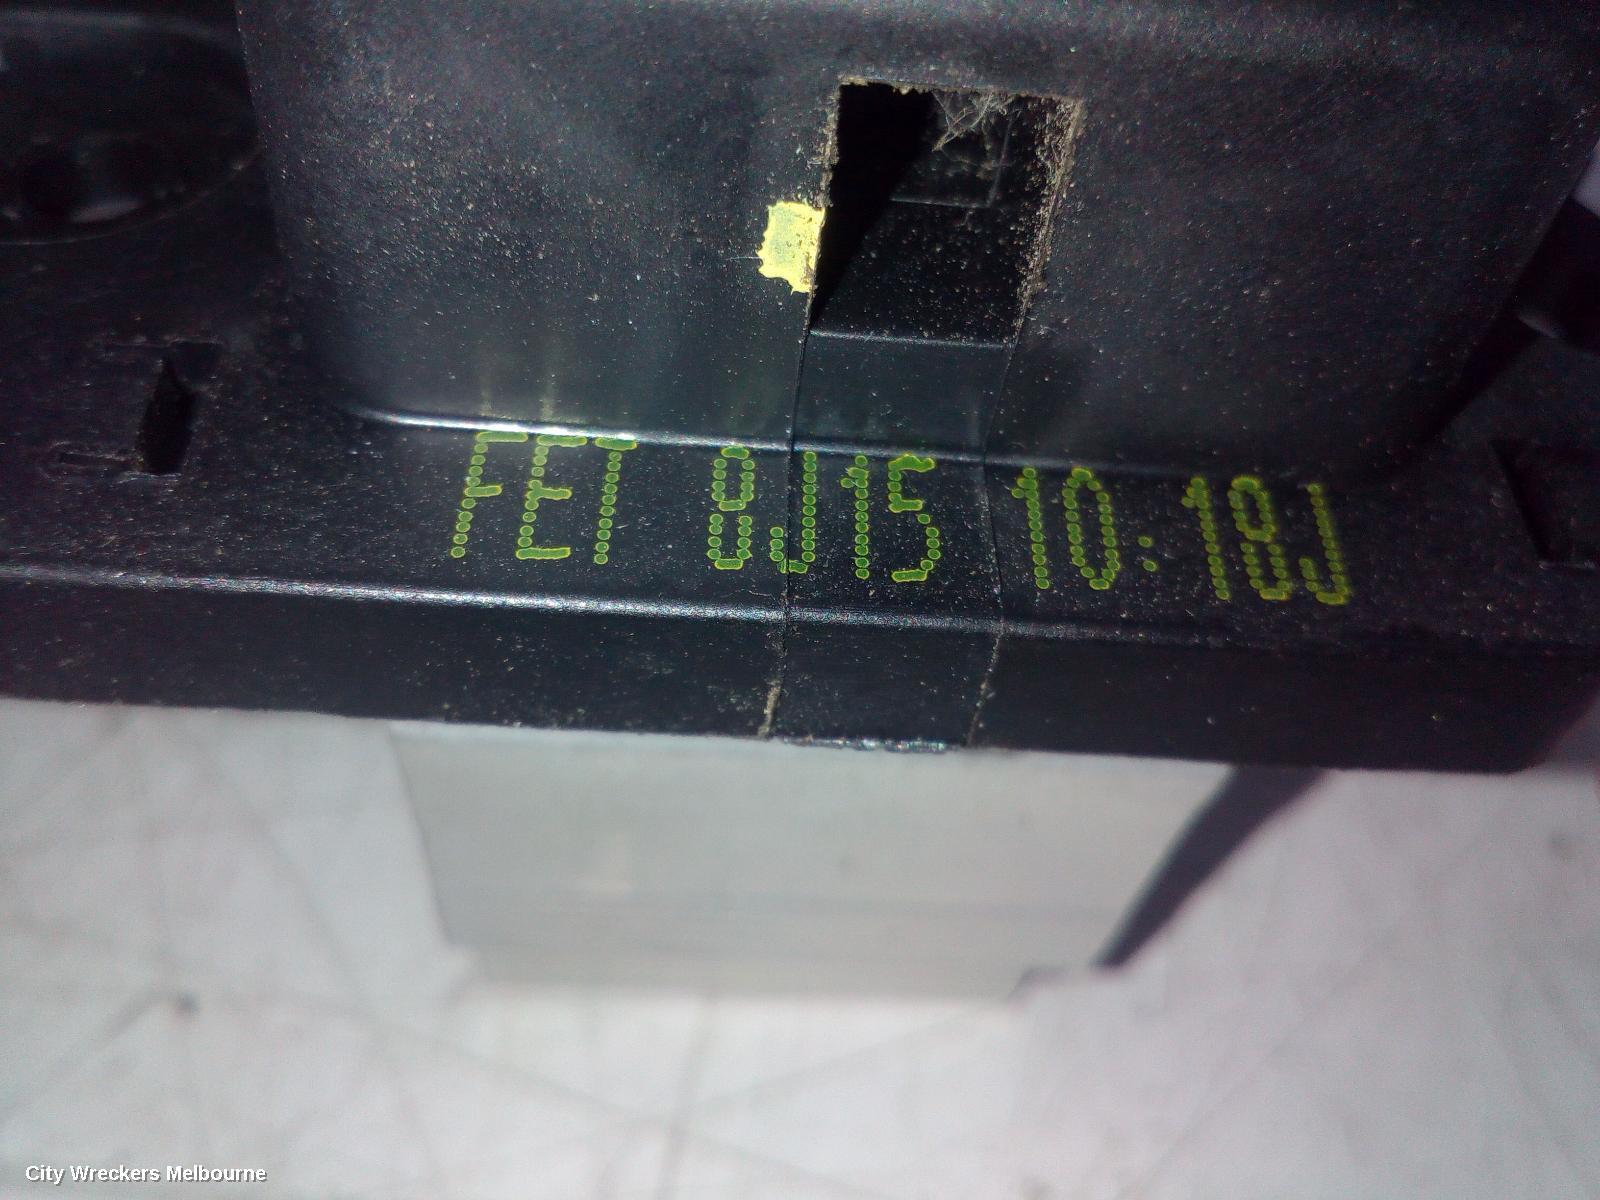 FET 8J15 10:18J
City Wreckers Melbourne